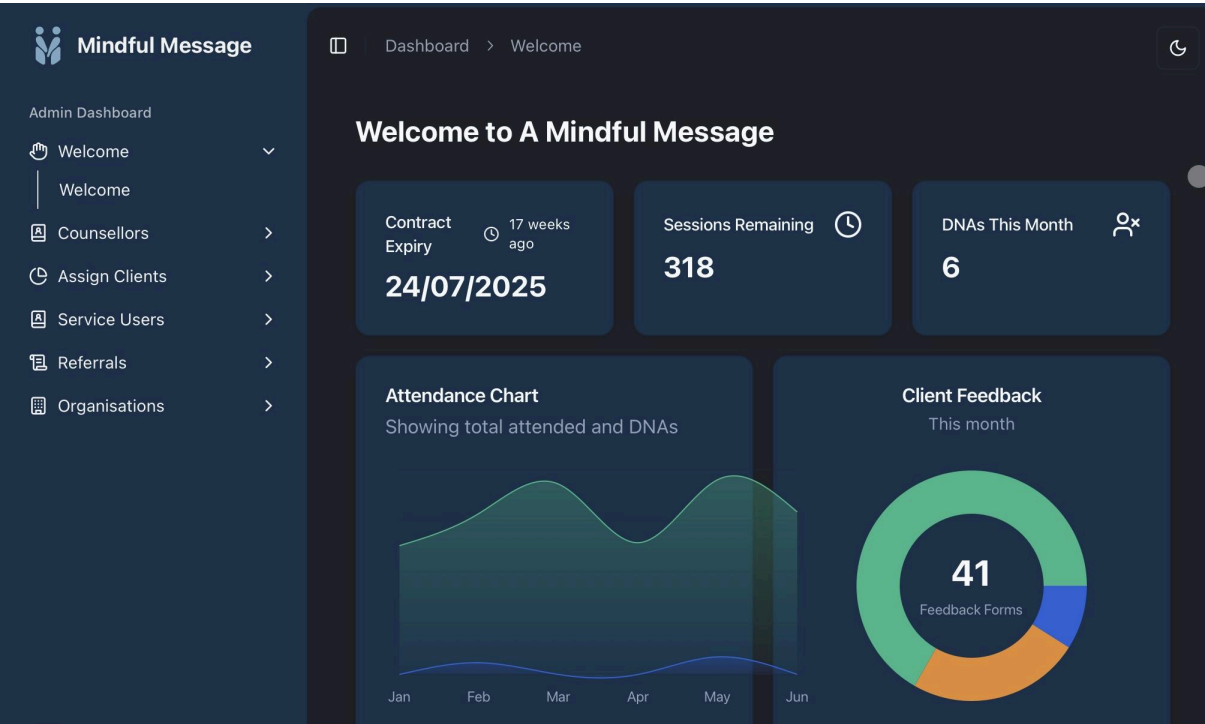 Mindful Message
Dashboard > Welcome
Admin Dashboard
Welcome
Welcome
Counsellors
Assign Clients
Service Users
Referrals
Organisations
Welcome to A Mindful Message
Contract
Expiry
17 weeks
ago
24/07/2025
Sessions Remaining
318
DNAs This Month
6
Attendance Chart
Showing total attended and DNAs
Jan Feb Mar Apr May Jun
Client Feedback
This month
41
Feedback Forms